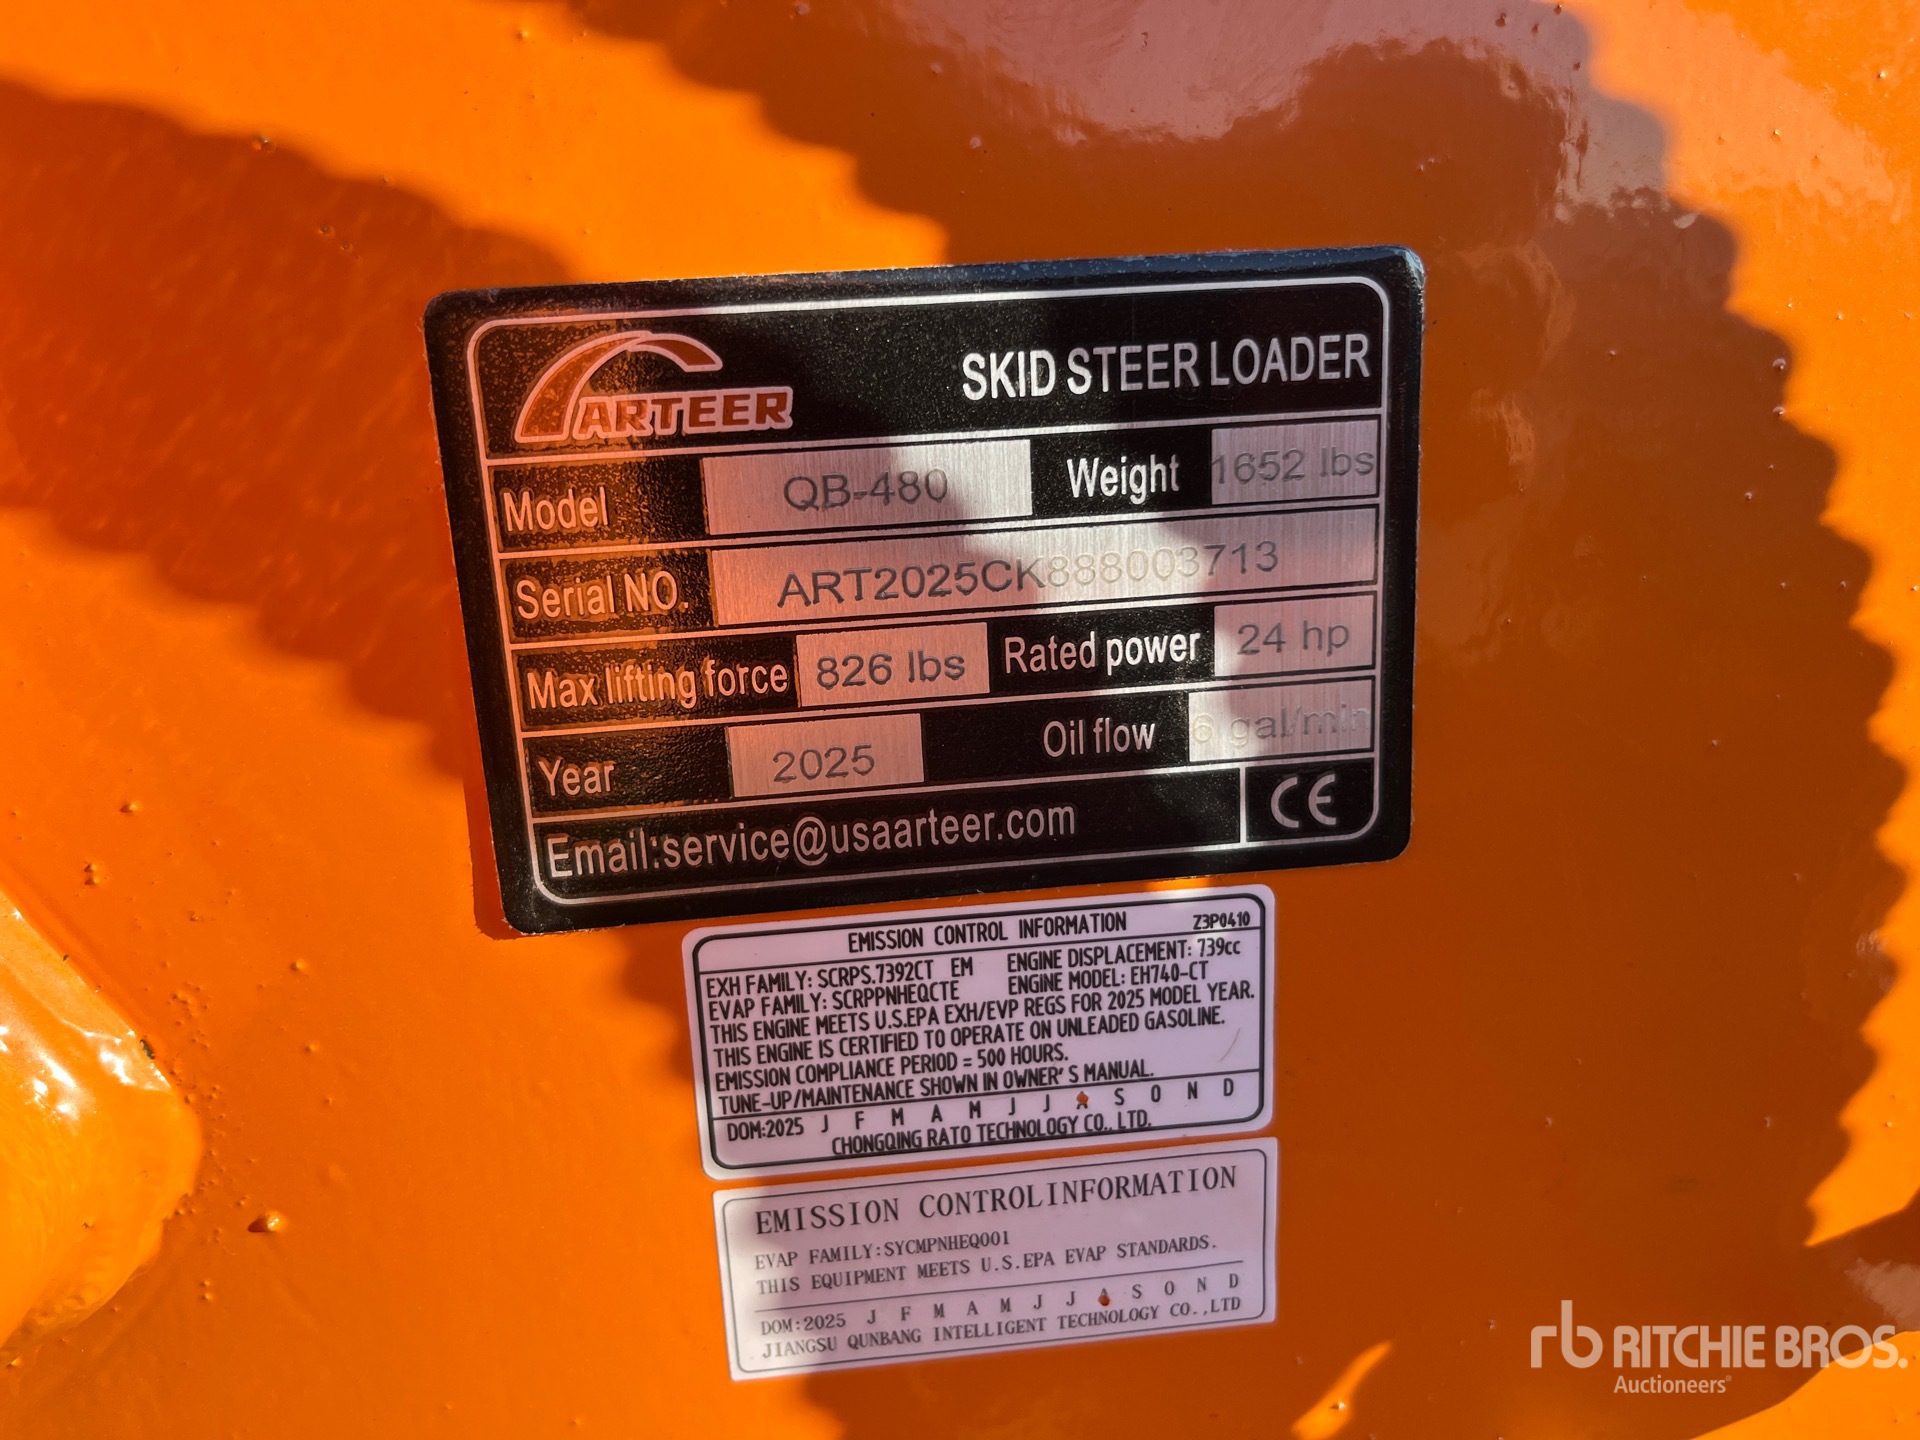 ARTEER
SKID STEER LOADER
Model QB-480 Weight 1652 lbs
Serial NO. ART2025CK888003713
Max lifting force 826 lbs Rated power 24 hp
Year 2025 Oil flow 6 gal/min
Email:service@usaarteer.com CE
EMISSION CONTROL INFORMATION Z3P0410
EXH FAMILY: SCRPS.7392CT EM ENGINE DISPLACEMENT: 739cc
EVAP FAMILY: SCRPPNHEQCTE ENGINE MODEL: EH740-CT
THIS ENGINE MEETS U.S.EPA EXH/EVP REGS FOR 2025 MODEL YEAR.
THIS ENGINE IS CERTIFIED TO OPERATE ON UNLEADED GASOLINE.
EMISSION COMPLIANCE PERIOD = 500 HOURS.
TUNE-UP/MAINTENANCE SHOWN IN OWNER'S MANUAL.
DOM:2025 J F M A M J J A S O N D
CHONGQING RATO TECHNOLOGY CO., LTD.
EMISSION CONTROLINFORMATION
EVAP FAMILY:SYCMPNHEQ001
THIS EQUIPMENT MEETS U.S.EPA EVAP STANDARDS.
DOM:2025 J F M A M J J A S O N D
JIANGSU QUNBANG INTELLIGENT TECHNOLOGY CO.,LTD
rb RITCHIE BROS.
Auctioneers